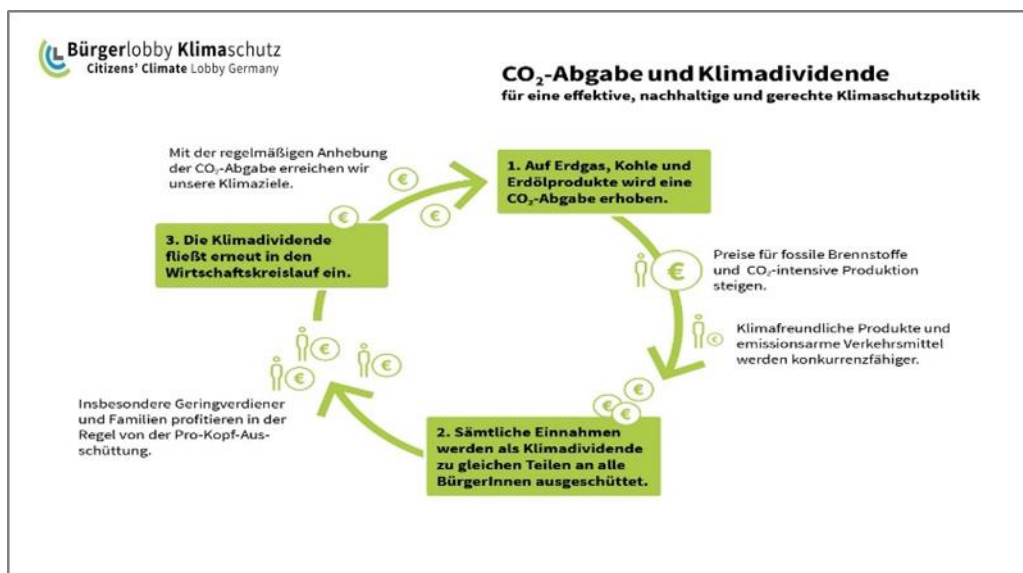 Bürgerlobby Klimaschutz
Citizens' Climate Lobby Germany
CO₂-Abgabe und Klimadividende
für eine effektive, nachhaltige und gerechte Klimaschutzpolitik
Mit der regelmäßigen Anhebung
der CO₂-Abgabe erreichen wir
unsere Klimaziele.
1. Auf Erdgas, Kohle und
Erdölprodukte wird eine
CO₂-Abgabe erhoben.
€
€
€
3. Die Klimadividende
fließt erneut in den
Wirtschaftskreislauf ein.
Preise für fossile Brennstoffe
und CO₂-intensive Produktion
steigen.
€
Klimafreundliche Produkte und
emissionsarme Verkehrsmittel
werden konkurrenzfähiger.
€
€
€
€
€
€
€
Insbesondere Geringverdiener
und Familien profitieren in der
Regel von der Pro-Kopf-Aus-
schüttung.
2. Sämtliche Einnahmen
werden als Klimadividende
zu gleichen Teilen an alle
BürgerInnen ausgeschüttet.